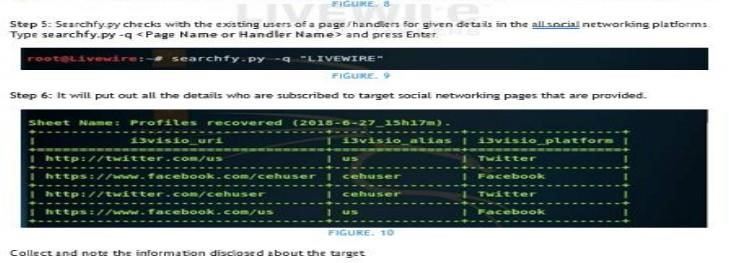 LIVEWIRE
FIGURE. 8
Step 5: Searchfy.py checks with the existing users of a page/handlers for given details in the all social networking platforms.
Type searchfy.py -q <Page Name or Handler Name> and press Enter.
root@Livewire:~# searchfy.py -q "LIVEWIRE"
FIGURE. 9
Step 6: It will put out all the details who are subscribed to target social networking pages that are provided.
Sheet Name: Profiles recovered (2018-6-27_15h17m).
i3visio_uri | i3visio_alias | i3visio_platform
http://twitter.com/us | us | Twitter
https://www.facebook.com/cehuser | cehuser | Facebook
http://twitter.com/cehuser | cehuser | Twitter
https://www.facebook.com/us | us | Facebook
FIGURE. 10
Collect and note the information disclosed about the target